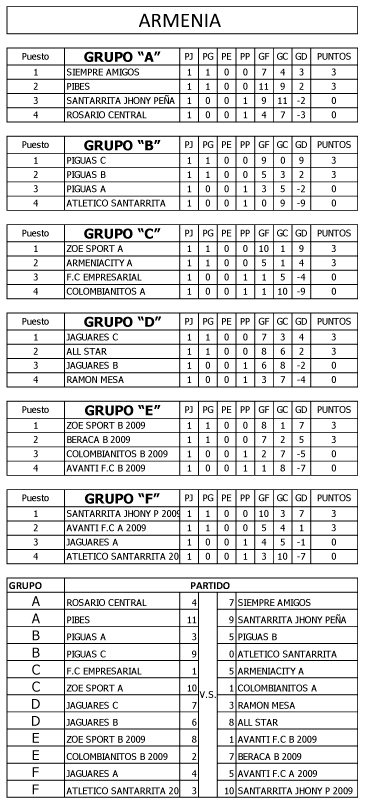 ARMENIA
Puesto GRUPO “A” PJ PG PE PP GF GC GD PUNTOS
1 SIEMPRE AMIGOS 1 1 0 0 7 4 3 3
2 PIBES 1 1 0 0 11 9 2 3
3 SANTARRITA JHONY PEÑA 1 0 0 1 9 11 -2 0
4 ROSARIO CENTRAL 1 0 0 1 4 7 -3 0
Puesto GRUPO “B” PJ PG PE PP GF GC GD PUNTOS
1 PIGUAS C 1 1 0 0 9 0 9 3
2 PIGUAS B 1 1 0 0 5 3 2 3
3 PIGUAS A 1 0 0 1 3 5 -2 0
4 ATLETICO SANTARRITA 1 0 0 1 0 9 -9 0
Puesto GRUPO “C” PJ PG PE PP GF GC GD PUNTOS
1 ZOE SPORT A 1 1 0 0 10 1 9 3
2 ARMENIACITY A 1 1 0 0 5 1 4 3
3 F.C EMPRESARIAL 1 0 0 1 1 5 -4 0
4 COLOMBIANITOS A 1 0 0 1 1 10 -9 0
Puesto GRUPO “D” PJ PG PE PP GF GC GD PUNTOS
1 JAGUARES C 1 1 0 0 7 3 4 3
2 ALL STAR 1 1 0 0 8 6 2 3
3 JAGUARES B 1 0 0 1 6 8 -2 0
4 RAMON MESA 1 0 0 1 3 7 -4 0
Puesto GRUPO “E” PJ PG PE PP GF GC GD PUNTOS
1 ZOE SPORT B 2009 1 1 0 0 8 1 7 3
2 BERACA B 2009 1 1 0 0 7 2 5 3
3 COLOMBIANITOS B 2009 1 0 0 1 2 7 -5 0
4 AVANTI F.C B 2009 1 0 0 1 1 8 -7 0
Puesto GRUPO “F” PJ PG PE PP GF GC GD PUNTOS
1 SANTARRITA JHONY P 2009 1 1 0 0 10 3 7 3
2 AVANTI F.C A 2009 1 1 0 0 5 4 1 3
3 JAGUARES A 1 0 0 1 4 5 -1 0
4 ATLETICO SANTARRITA 20 1 0 0 1 3 10 -7 0
GRUPO PARTIDO
A ROSARIO CENTRAL 4 7 SIEMPRE AMIGOS
A PIBES 11 9 SANTARRITA JHONY PEÑA
B PIGUAS A 3 5 PIGUAS B
B PIGUAS C 9 0 ATLETICO SANTARRITA
C F.C EMPRESARIAL 1 5 ARMENIACITY A
C ZOE SPORT A 10 1 COLOMBIANITOS A
V.S.
D JAGUARES C 7 3 RAMON MESA
D JAGUARES B 6 8 ALL STAR
E ZOE SPORT B 2009 8 1 AVANTI F.C B 2009
E COLOMBIANITOS B 2009 2 7 BERACA B 2009
F JAGUARES A 4 5 AVANTI F.C A 2009
F ATLETICO SANTARRITA 20 3 10 SANTARRITA JHONY P 2009